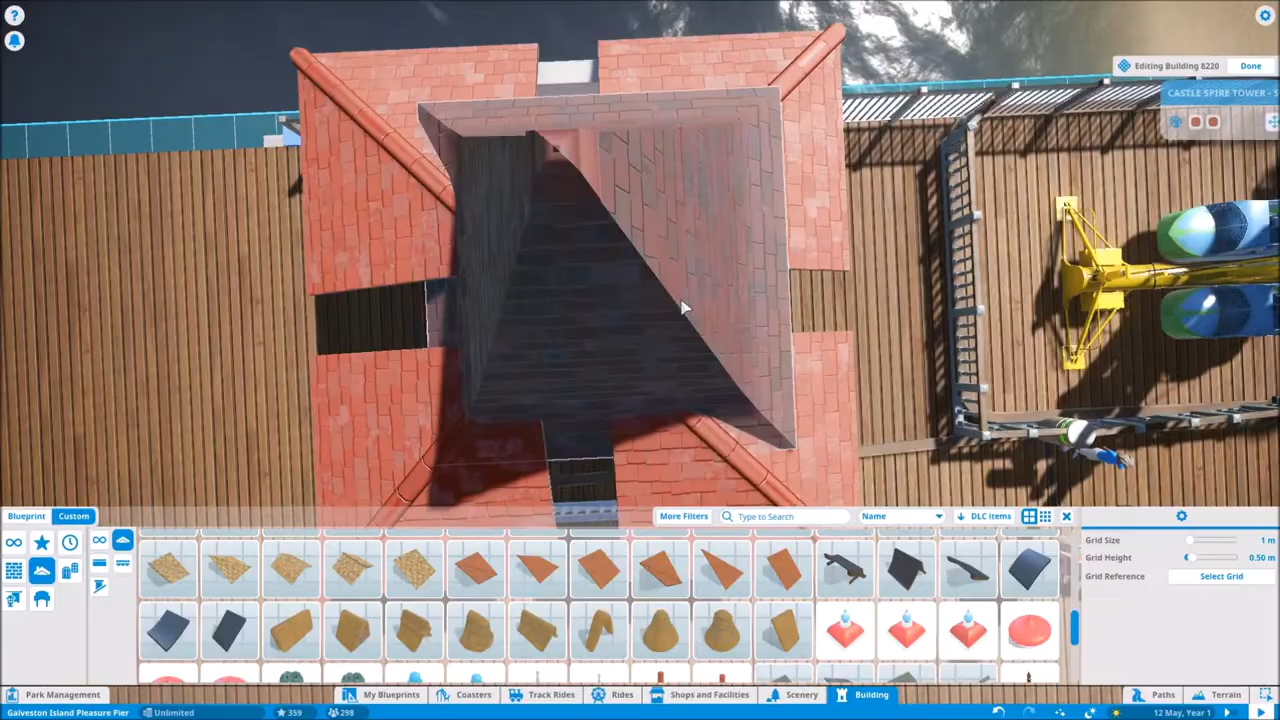 Editing Building 8220 Done
CASTLE SPIRE TOWER - S
Blueprint Custom
More Filters Type to Search Name DLC items
Grid Size 1 m
Grid Height 0.50 m
Grid Reference Select Grid
Park Management My Blueprints Coasters Track Rides Rides Shops and Facilities Scenery Building Paths Terrain
Galveston Island Pleasure Pier Unlimited 359 298 12 May, Year 1